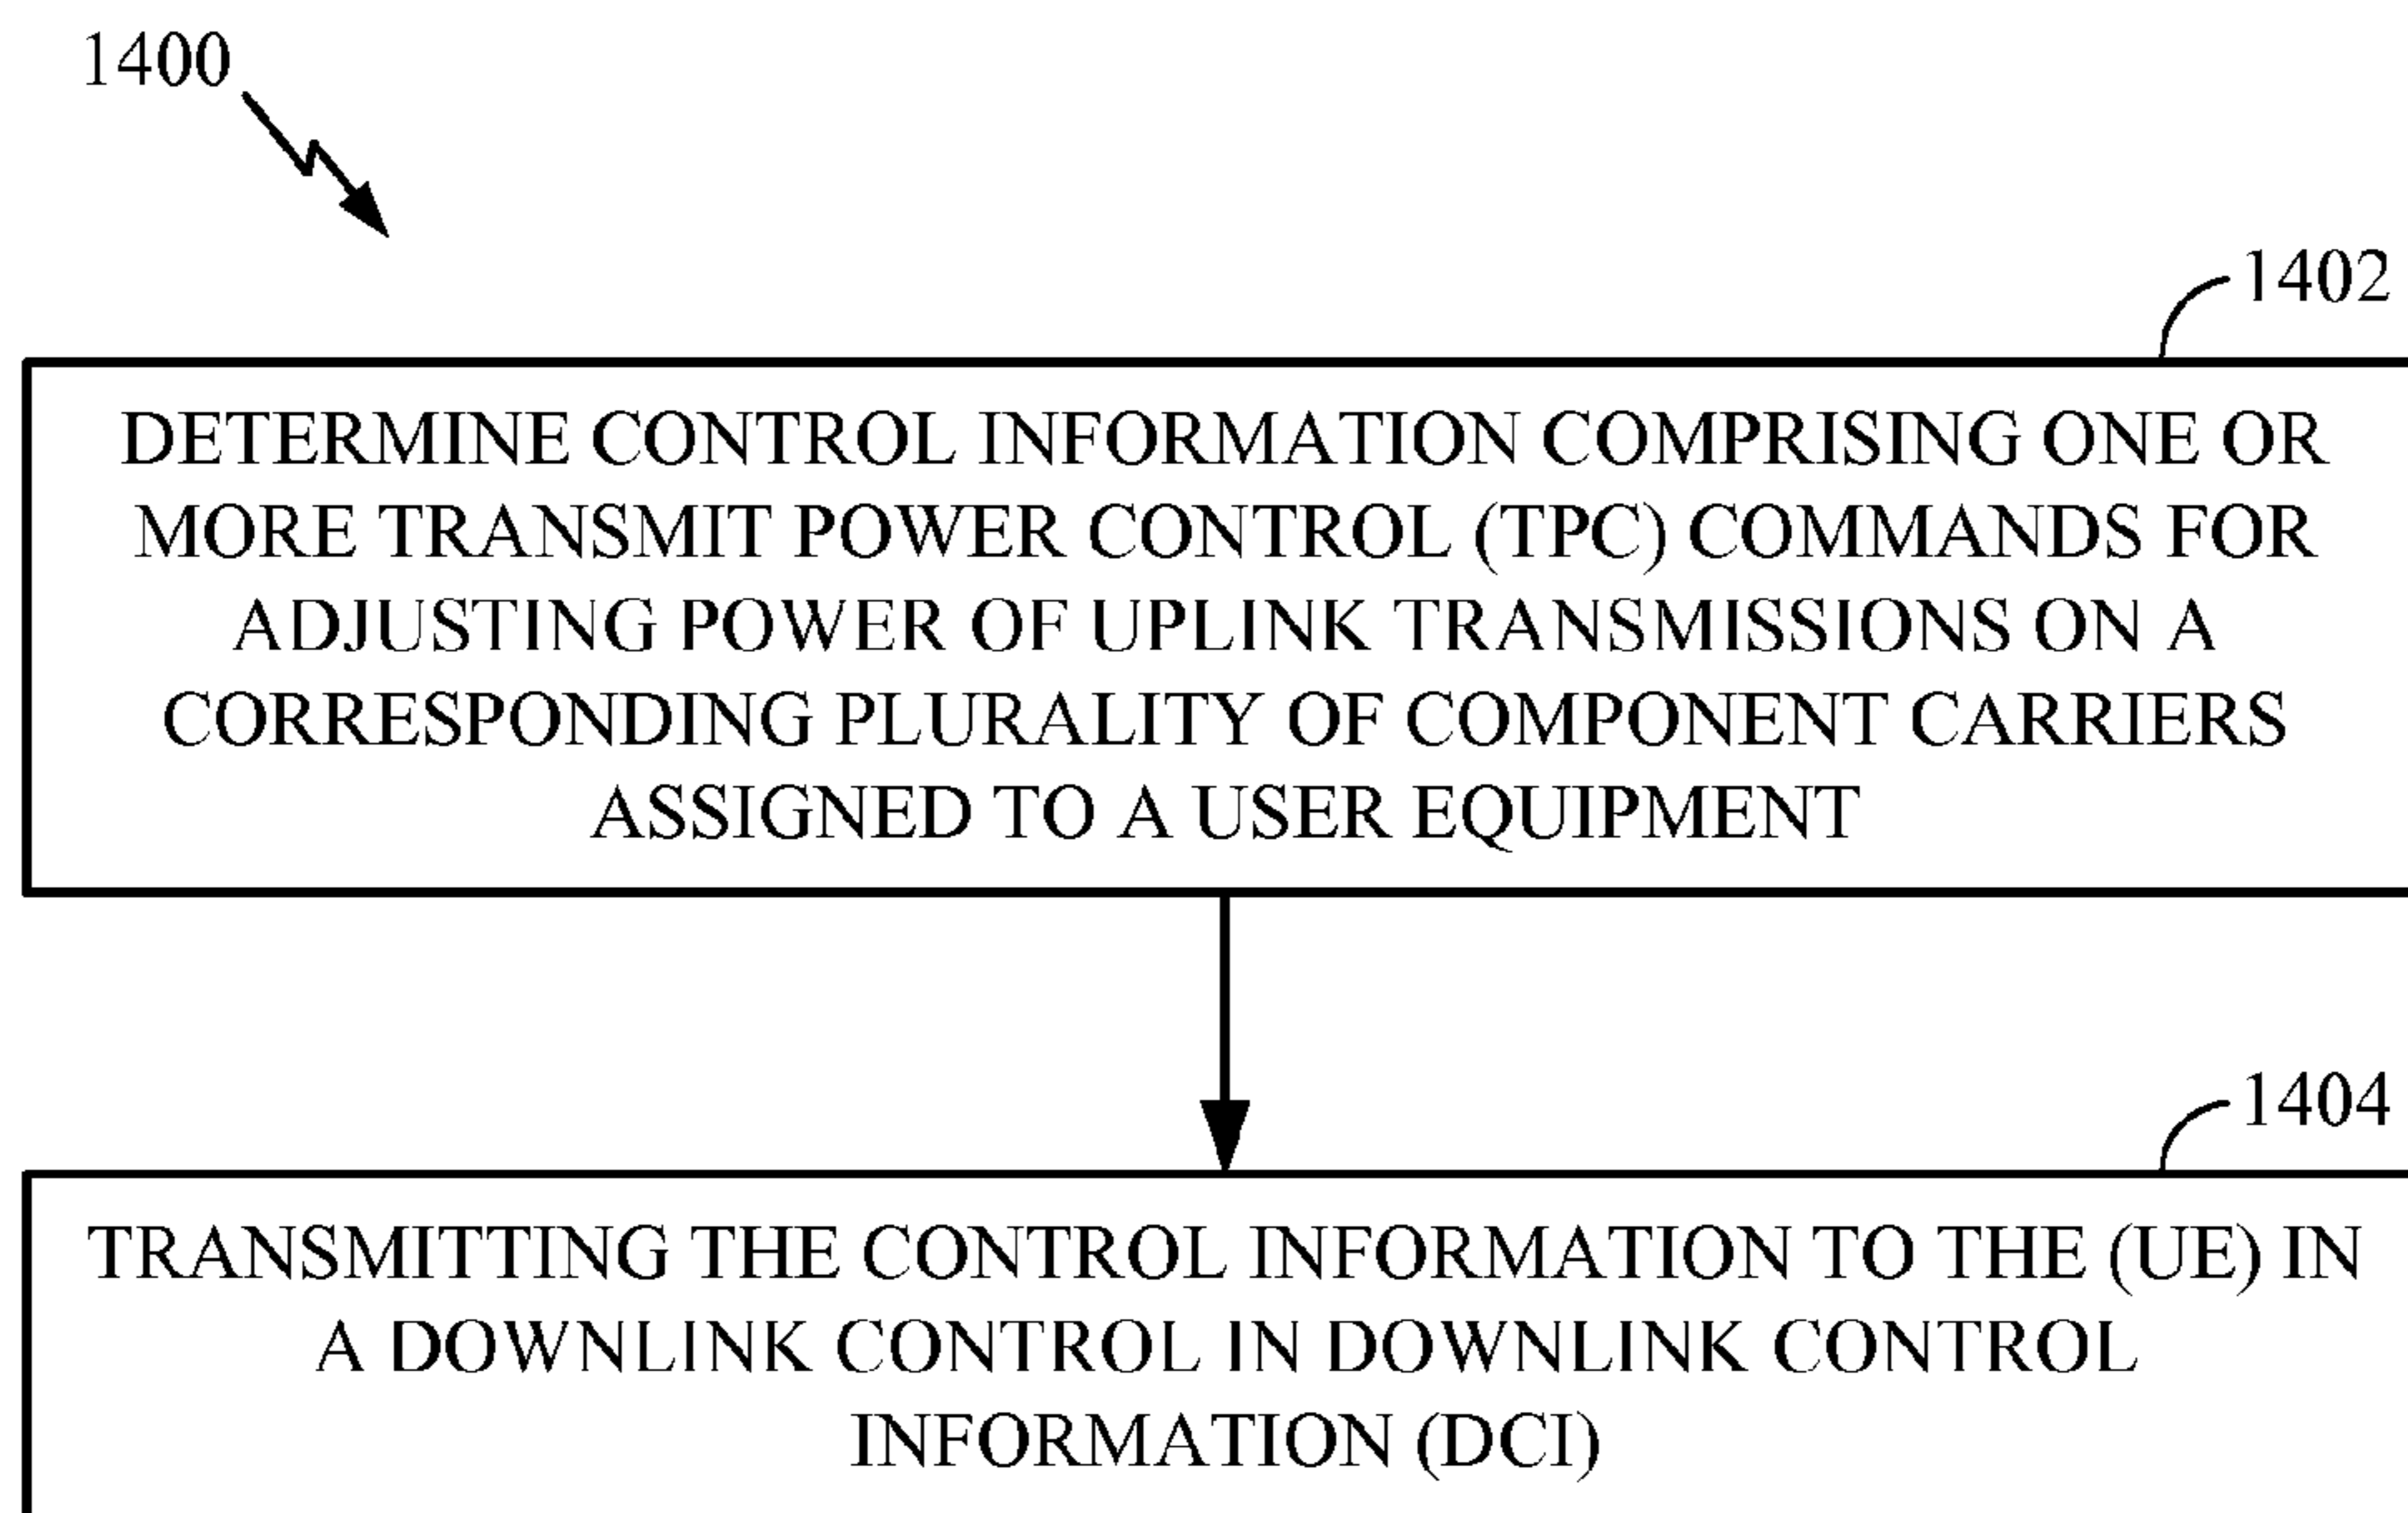 1400
1402
DETERMINE CONTROL INFORMATION COMPRISING ONE OR
MORE TRANSMIT POWER CONTROL (TPC) COMMANDS FOR
ADJUSTING POWER OF UPLINK TRANSMISSIONS ON A
CORRESPONDING PLURALITY OF COMPONENT CARRIERS
ASSIGNED TO A USER EQUIPMENT
1404
TRANSMITTING THE CONTROL INFORMATION TO THE (UE) IN
A DOWNLINK CONTROL IN DOWNLINK CONTROL
INFORMATION (DCI)